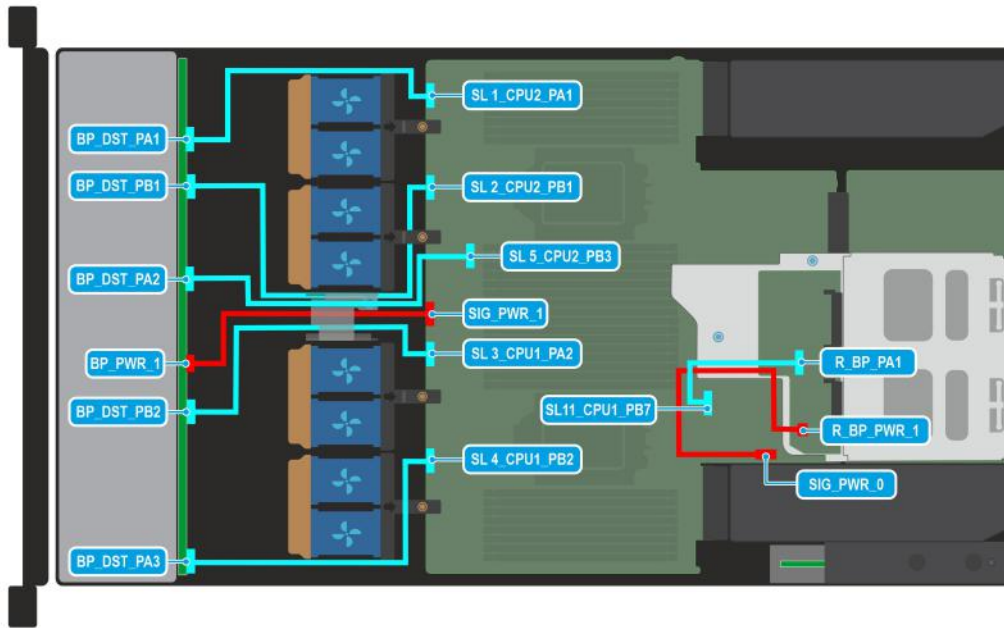 BP_DST_PA1
SL 1_CPU2_PA1
BP_DST_PB1
SL 2_CPU2_PB1
SL 5_CPU2_PB3
BP_DST_PA2
SIG_PWR_1
SL 3_CPU1_PA2
BP_PWR_1
R_BP_PA1
BP_DST_PB2
SL11_CPU1_PB7
R_BP_PWR_1
SL 4_CPU1_PB2
SIG_PWR_0
BP_DST_PA3